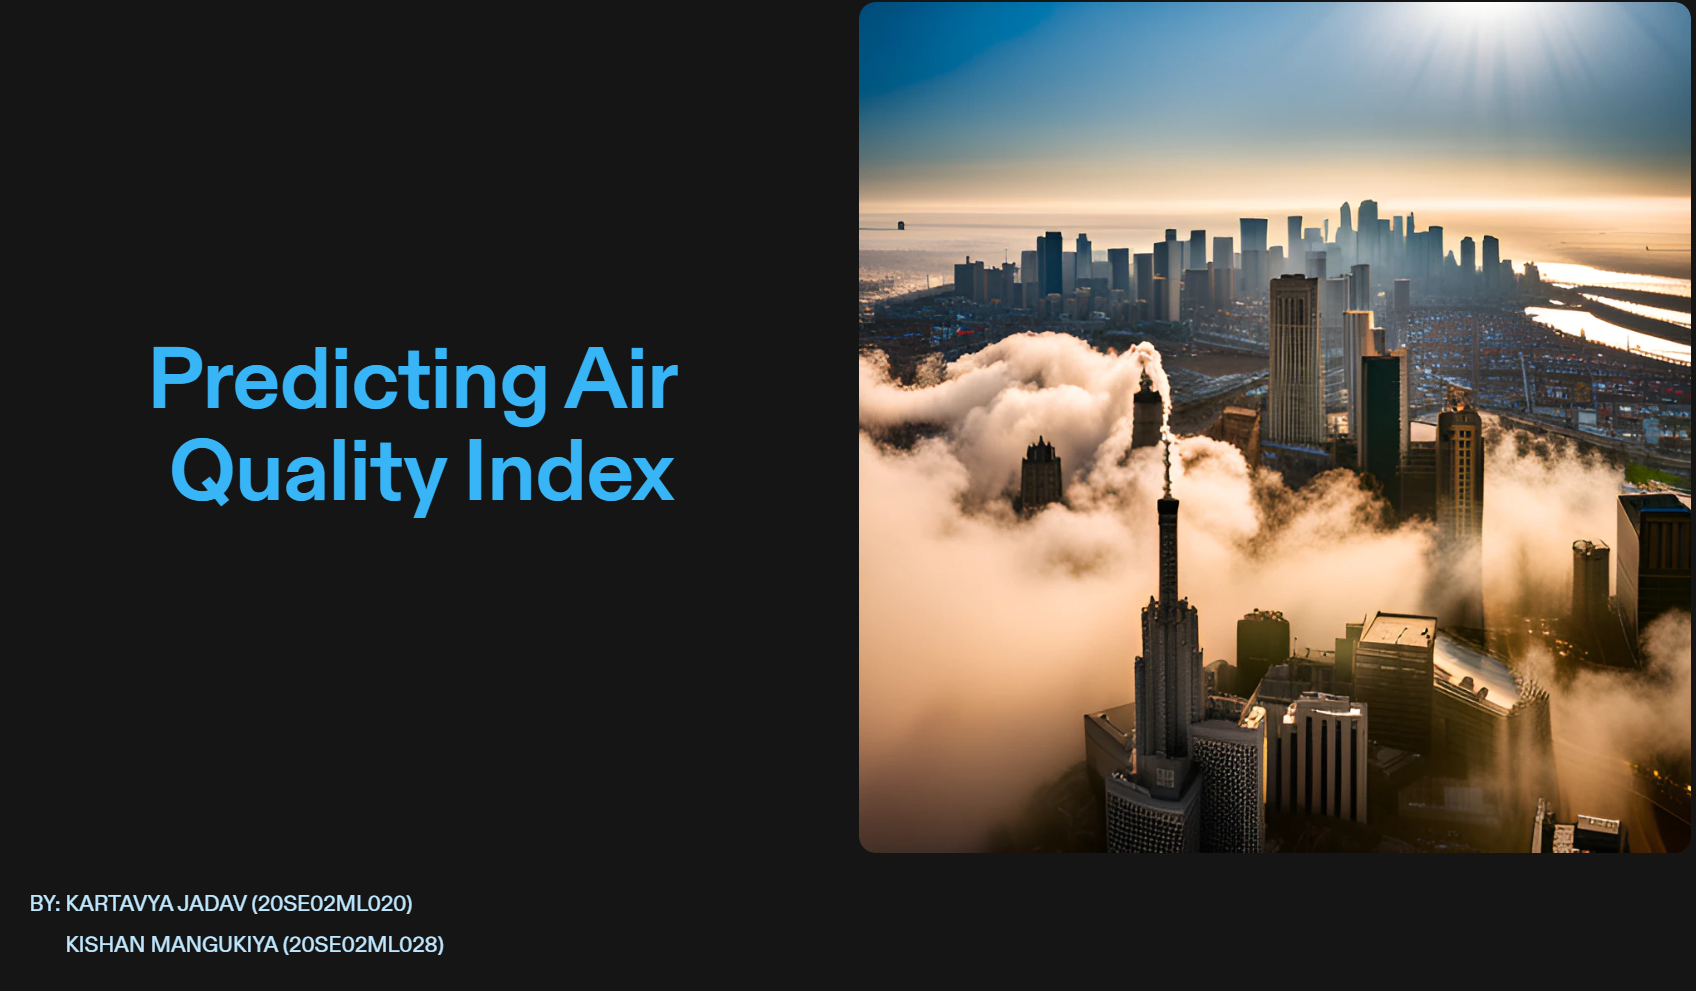 Predicting Air
Quality Index
BY: KARTAVYA JADAV (20SE02ML020)
KISHAN MANGUKIYA (20SE02ML028)